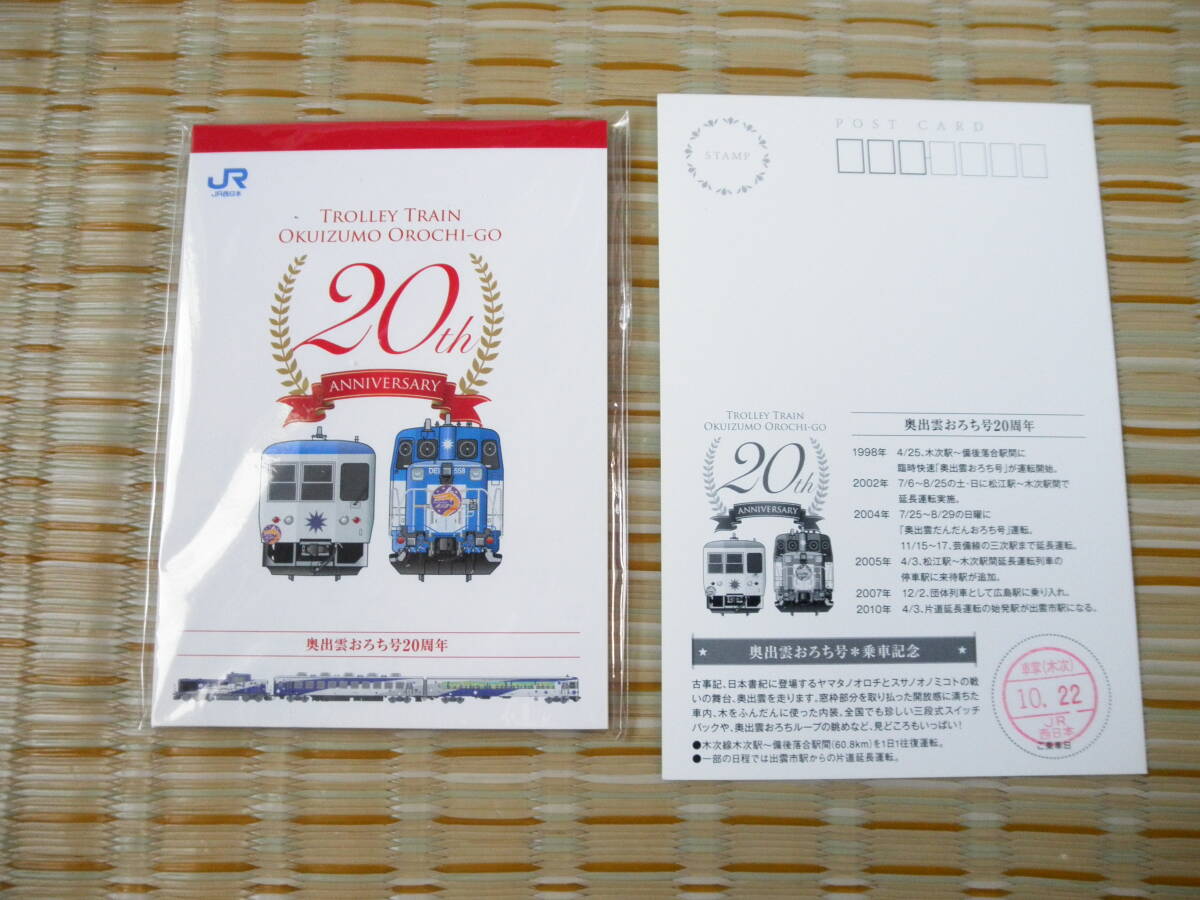 JR
JR西日本
TROLLEY TRAIN
OKUIZUMO OROCHI-GO
20th
ANNIVERSARY
奥出雲おろち号20周年
POST CARD
STAMP
TROLLEY TRAIN
OKUIZUMO OROCHI-GO
20th
ANNIVERSARY
奥出雲おろち号20周年
1998年 4/25、木次駅〜備後落合駅間に
臨時快速「奥出雲おろち号」が運転開始。
2002年 7/6〜8/25の土・日に松江駅〜木次駅間で
延長運転実施。
2004年 7/25〜8/29の日曜に
「奥出雲だんだんおろち号」運転。
11/15〜17、芸備線の三次駅まで延長運転。
2005年 4/3、松江駅〜木次駅間延長運転列車の
停車駅に来待駅が追加。
2007年 12/2、団体列車として広島駅に乗り入れ。
2010年 4/3、片道延長運転の始発駅が出雲市駅になる。
★ 奥出雲おろち号＊乗車記念 ★
古事記、日本書紀に登場するヤマタノオロチとスサノオノミコトの戦
いの舞台、奥出雲を走ります。窓枠部分を取り払った開放感に満ちた
車内、木をふんだんに使った内装、全国でも珍しい三段式スイッチ
バックや、奥出雲おろちループの眺めなど、見どころもいっぱい!
●木次線木次駅〜備後落合駅間(60.8km)を1日1往復運転。
●一部の日程では出雲市駅からの片道延長運転。
車掌(木次)
10.22
JR
西日本
ご乗車日